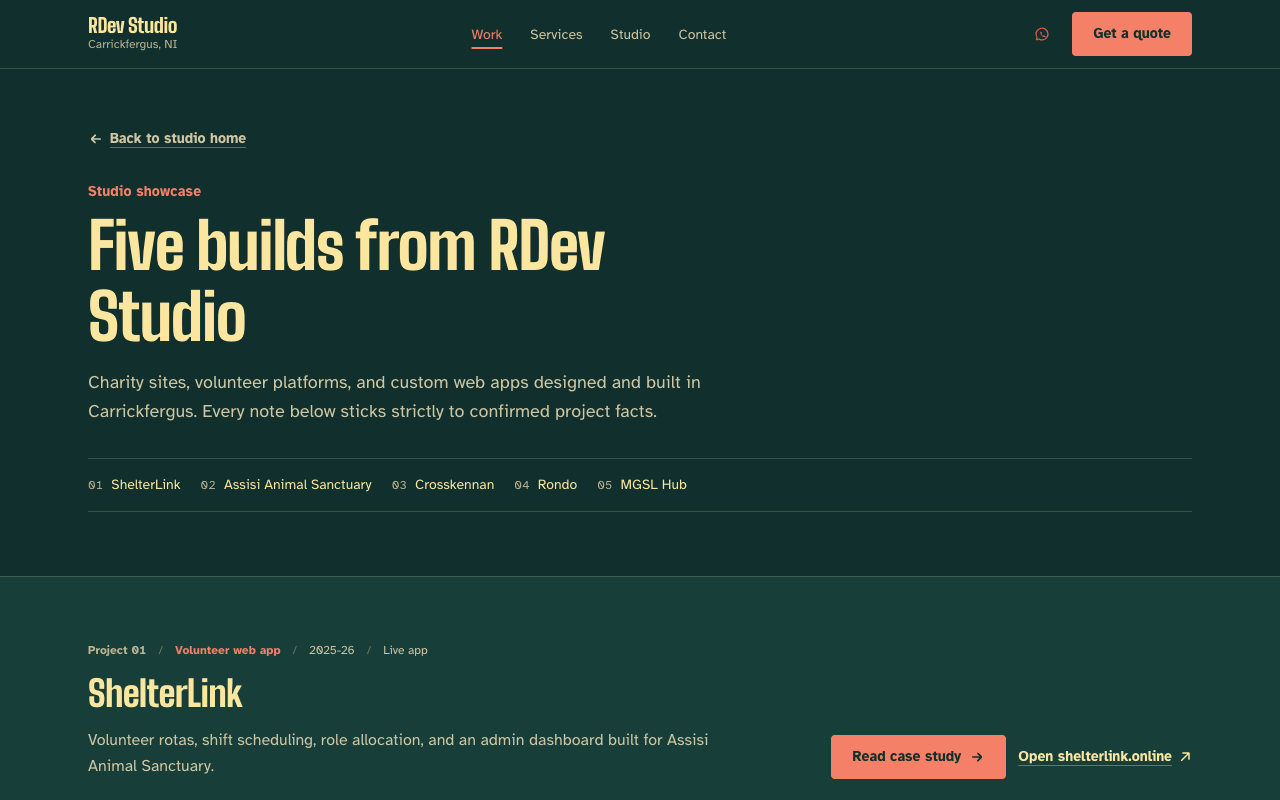 RDev Studio
Carrickfergus, NI
Work
Services
Studio
Contact
Get a quote
Back to studio home
Studio showcase
Five builds from RDev
Studio
Charity sites, volunteer platforms, and custom web apps designed and built in
Carrickfergus. Every note below sticks strictly to confirmed project facts.
01 ShelterLink 02 Assisi Animal Sanctuary 03 Crosskennan 04 Rondo 05 MGSL Hub
Project 01 / Volunteer web app / 2025-26 / Live app
ShelterLink
Volunteer rotas, shift scheduling, role allocation, and an admin dashboard built for Assisi
Animal Sanctuary.
Read case study
Open shelterlink.online